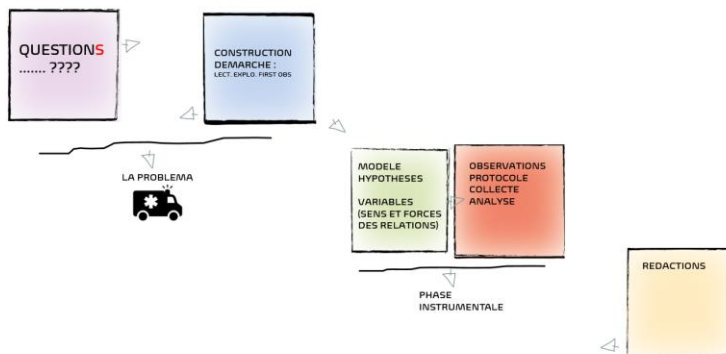 QUESTIONS
....... ????
CONSTRUCTION
DEMARCHE :
LECT. EXPLO. FIRST OBS
LA PROBLEMA
MODELE
HYPOTHESES
VARIABLES
(SENS ET FORCES
DES RELATIONS)
OBSERVATIONS
PROTOCOLE
COLLECTE
ANALYSE
PHASE
INSTRUMENTALE
REDACTIONS